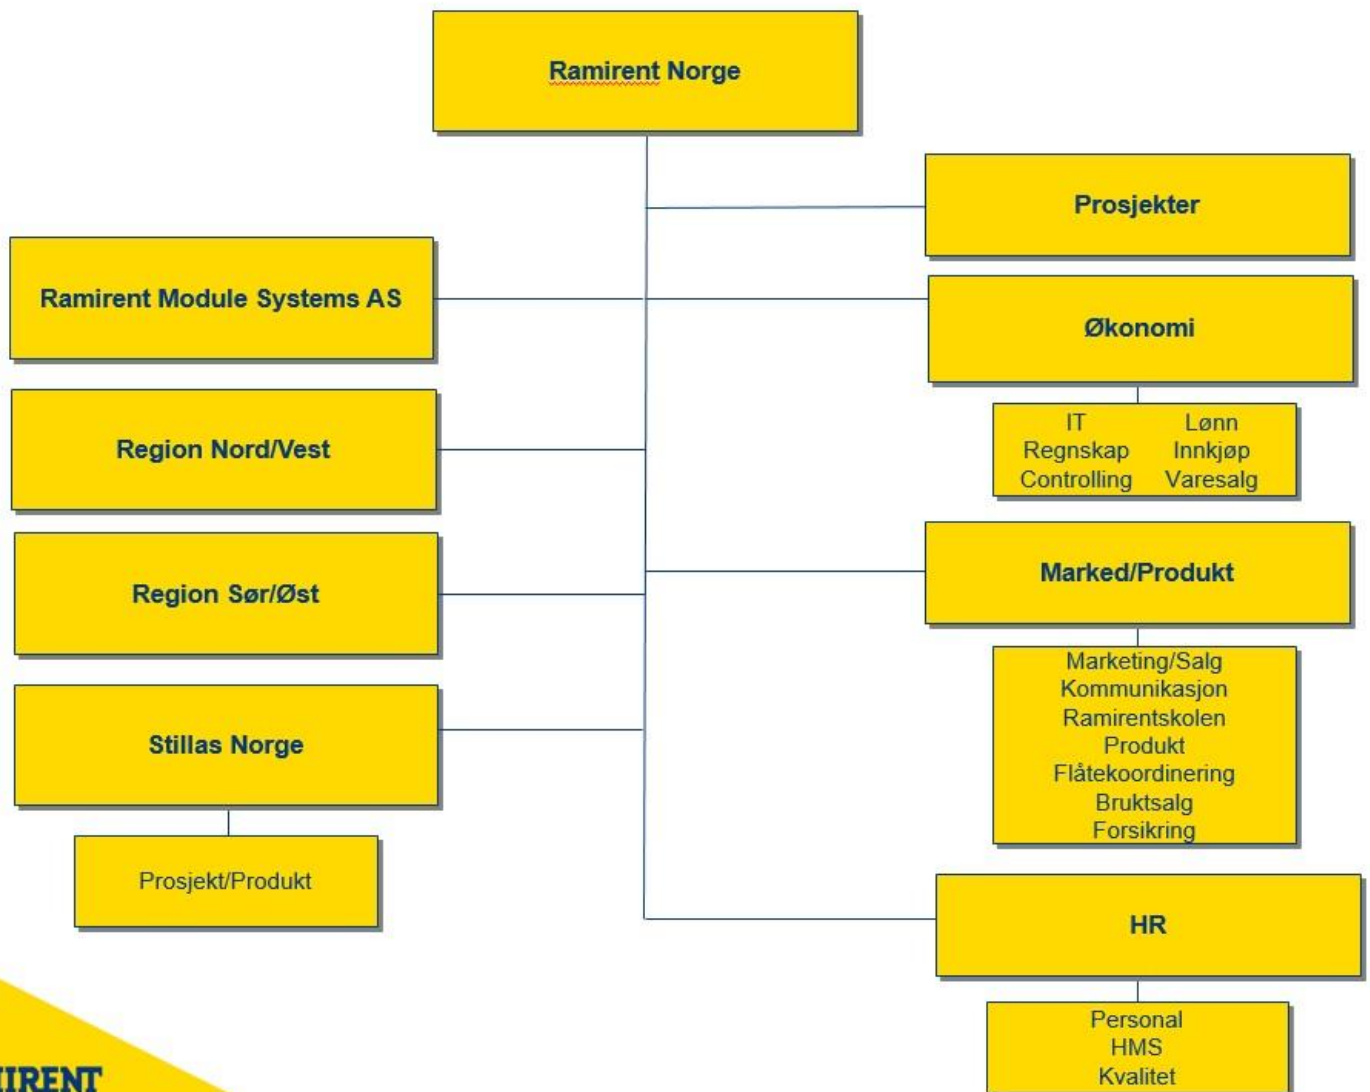 Ramirent Norge
Prosjekter
Ramirent Module Systems AS
Økonomi
IT Lønn
Regnskap Innkjøp
Controlling Varesalg
Region Nord/Vest
Marked/Produkt
Region Sør/Øst
Marketing/Salg
Kommunikasjon
Ramirentskolen
Produkt
Flåtekoordinering
Bruktsalg
Forsikring
Stillas Norge
Prosjekt/Produkt
HR
Personal
HMS
Kvalitet